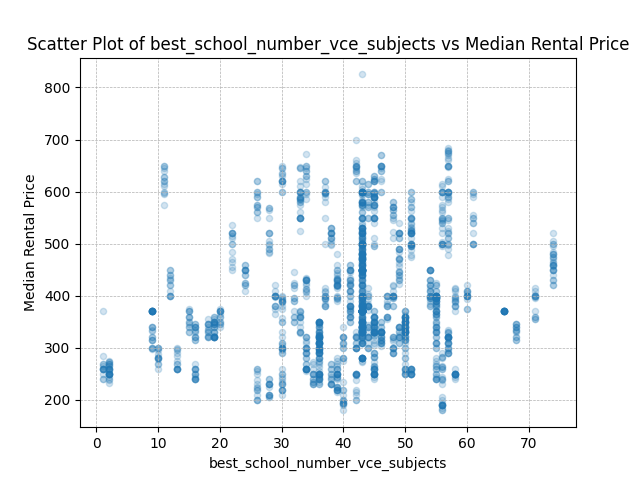 Scatter Plot of best_school_number_vce_subjects vs Median Rental Price
800
700
600
500
400
300
200
Median Rental Price
0 10 20 30 40 50 60 70
best_school_number_vce_subjects